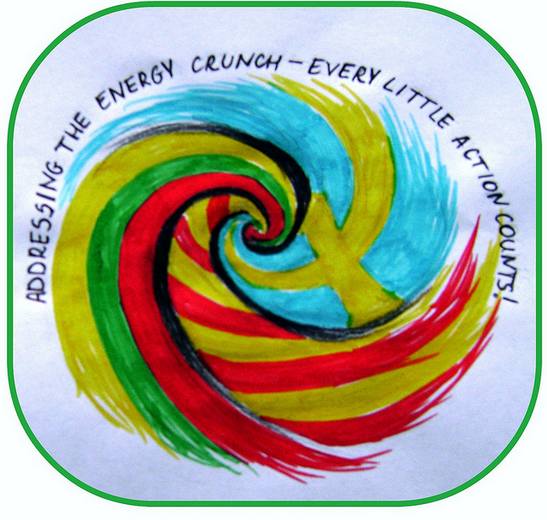 ADDRESSING THE ENERGY CRUNCH – EVERY LITTLE ACTION COUNTS!